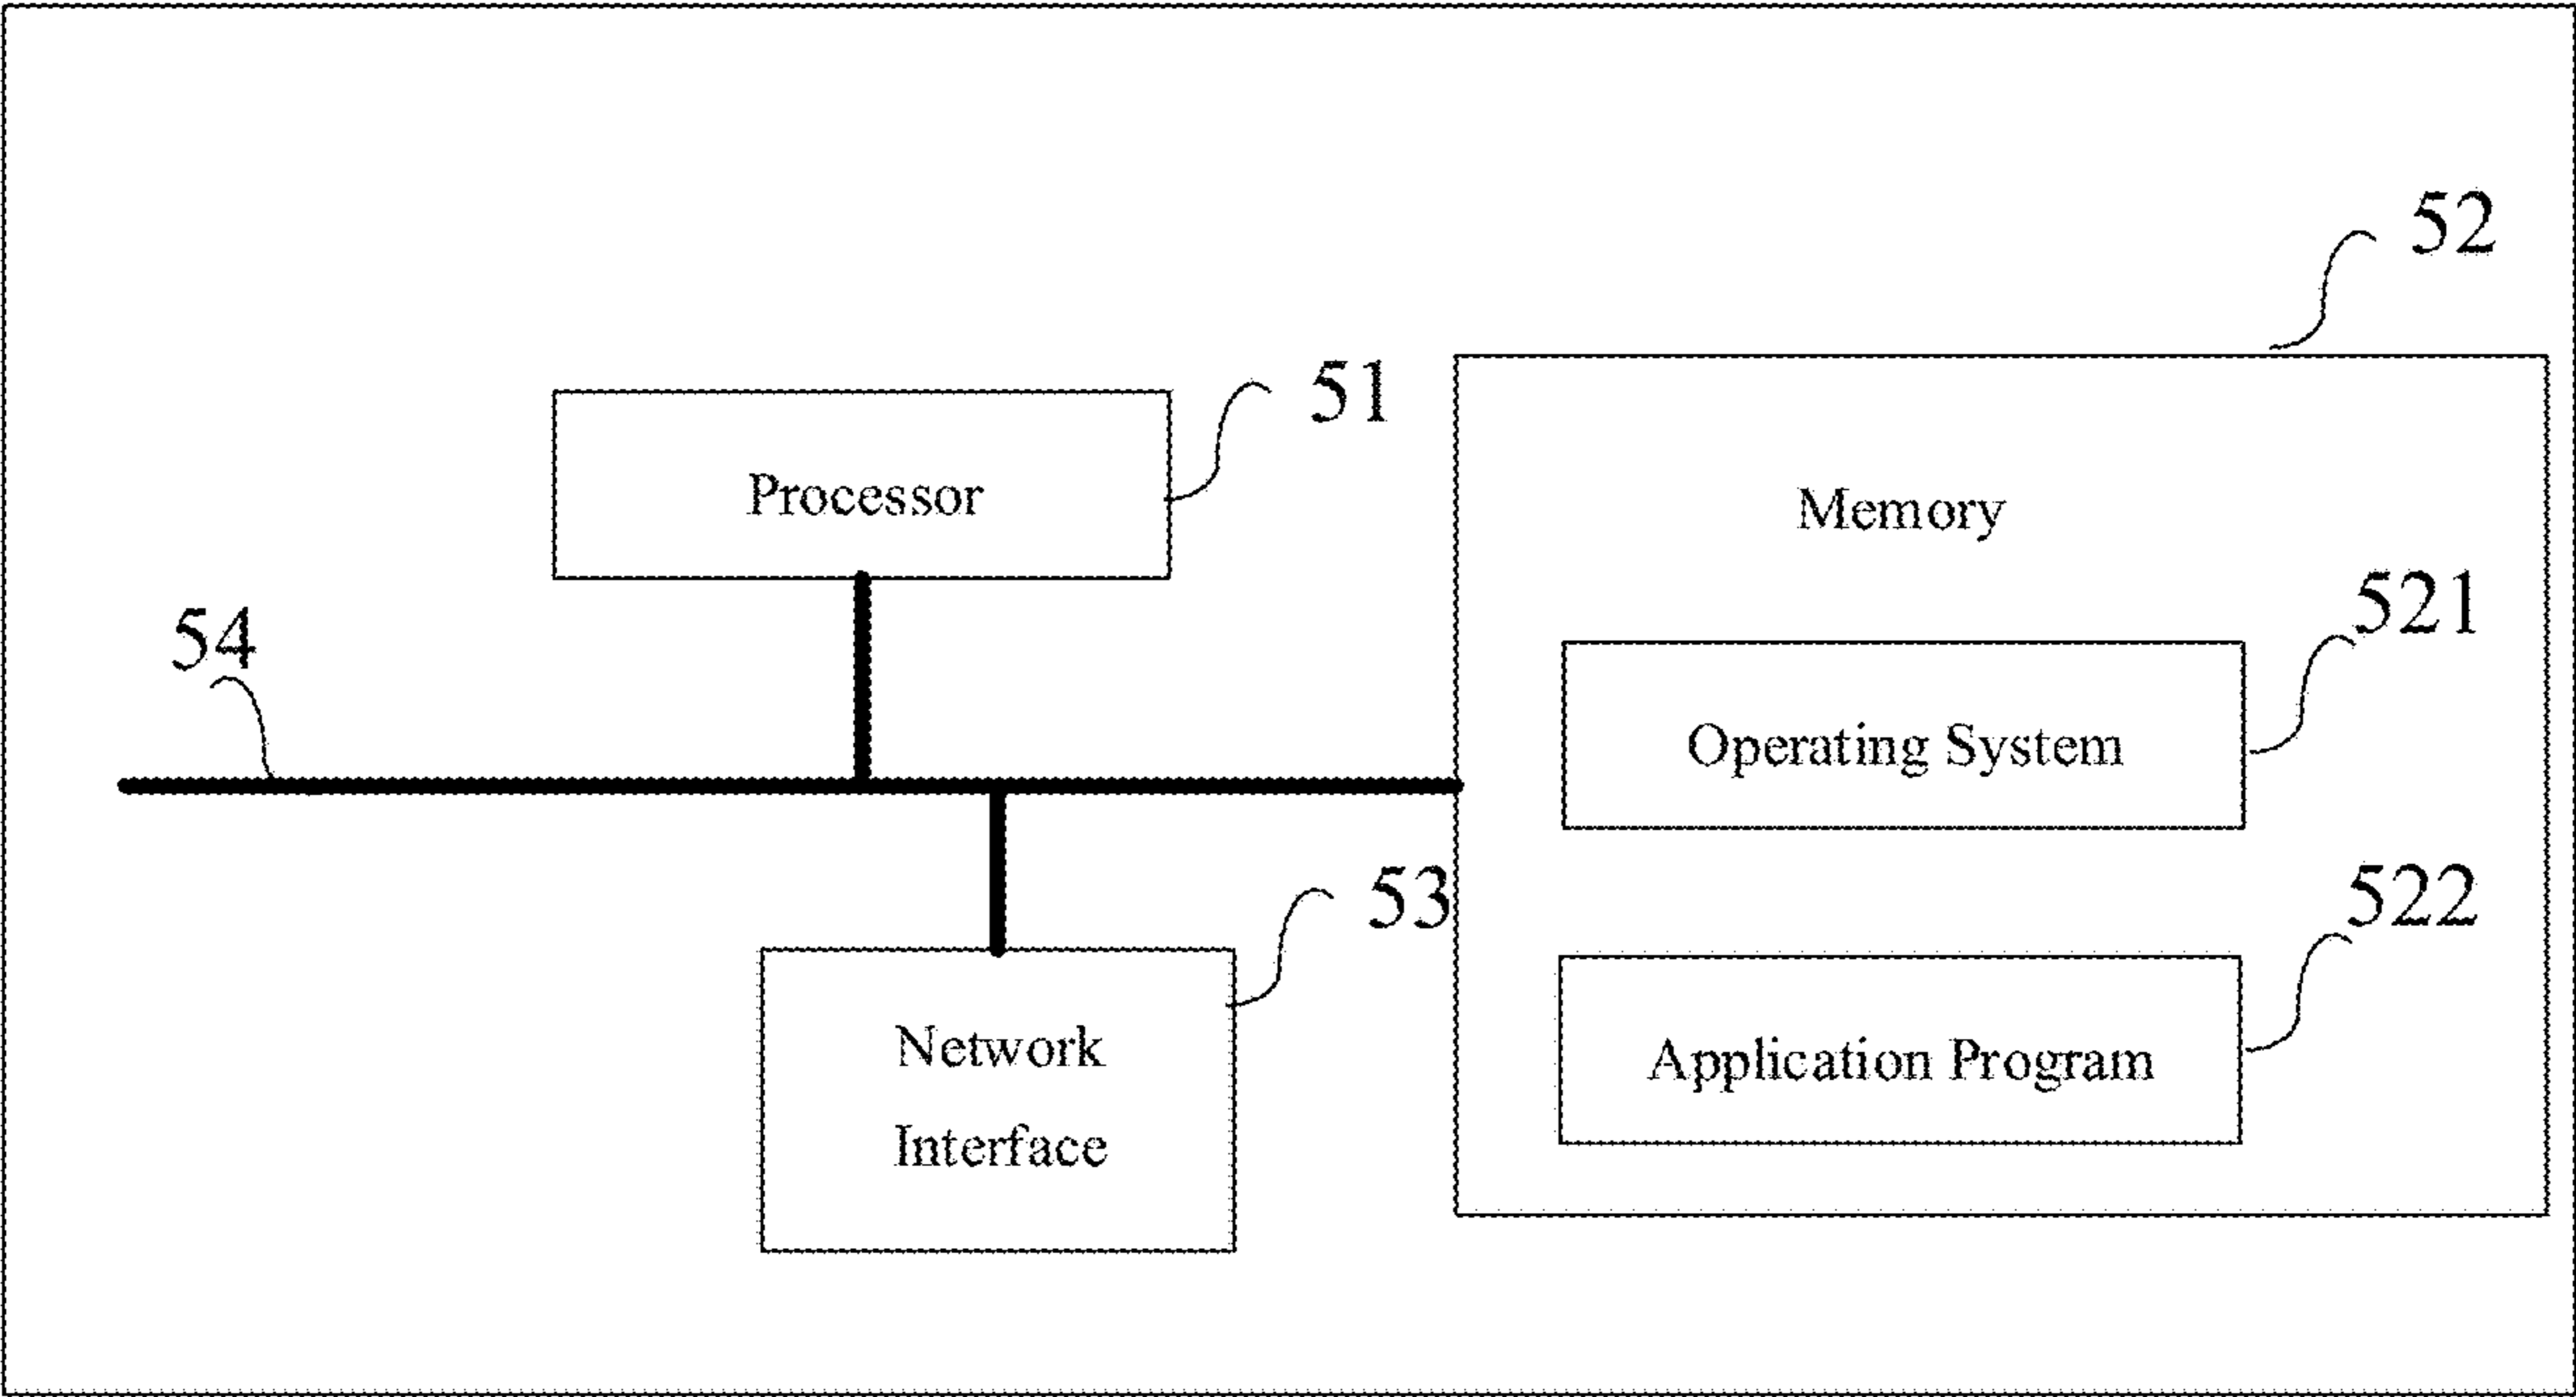 52
51
Processor
Memory
521
54
Operating System
53
522
Network
Interface
Application Program